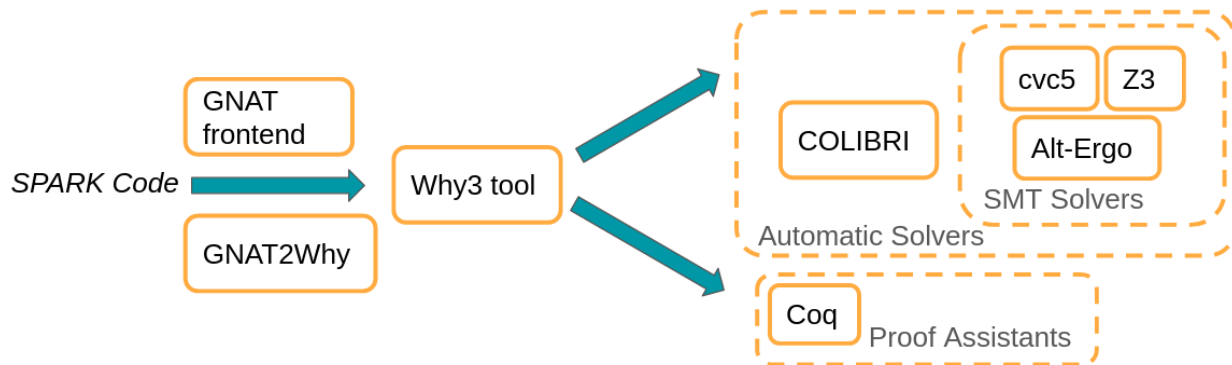 GNAT
frontend
SPARK Code
GNAT2Why
Why3 tool
COLIBRI
cvc5
Z3
Alt-Ergo
SMT Solvers
Automatic Solvers
Coq
Proof Assistants